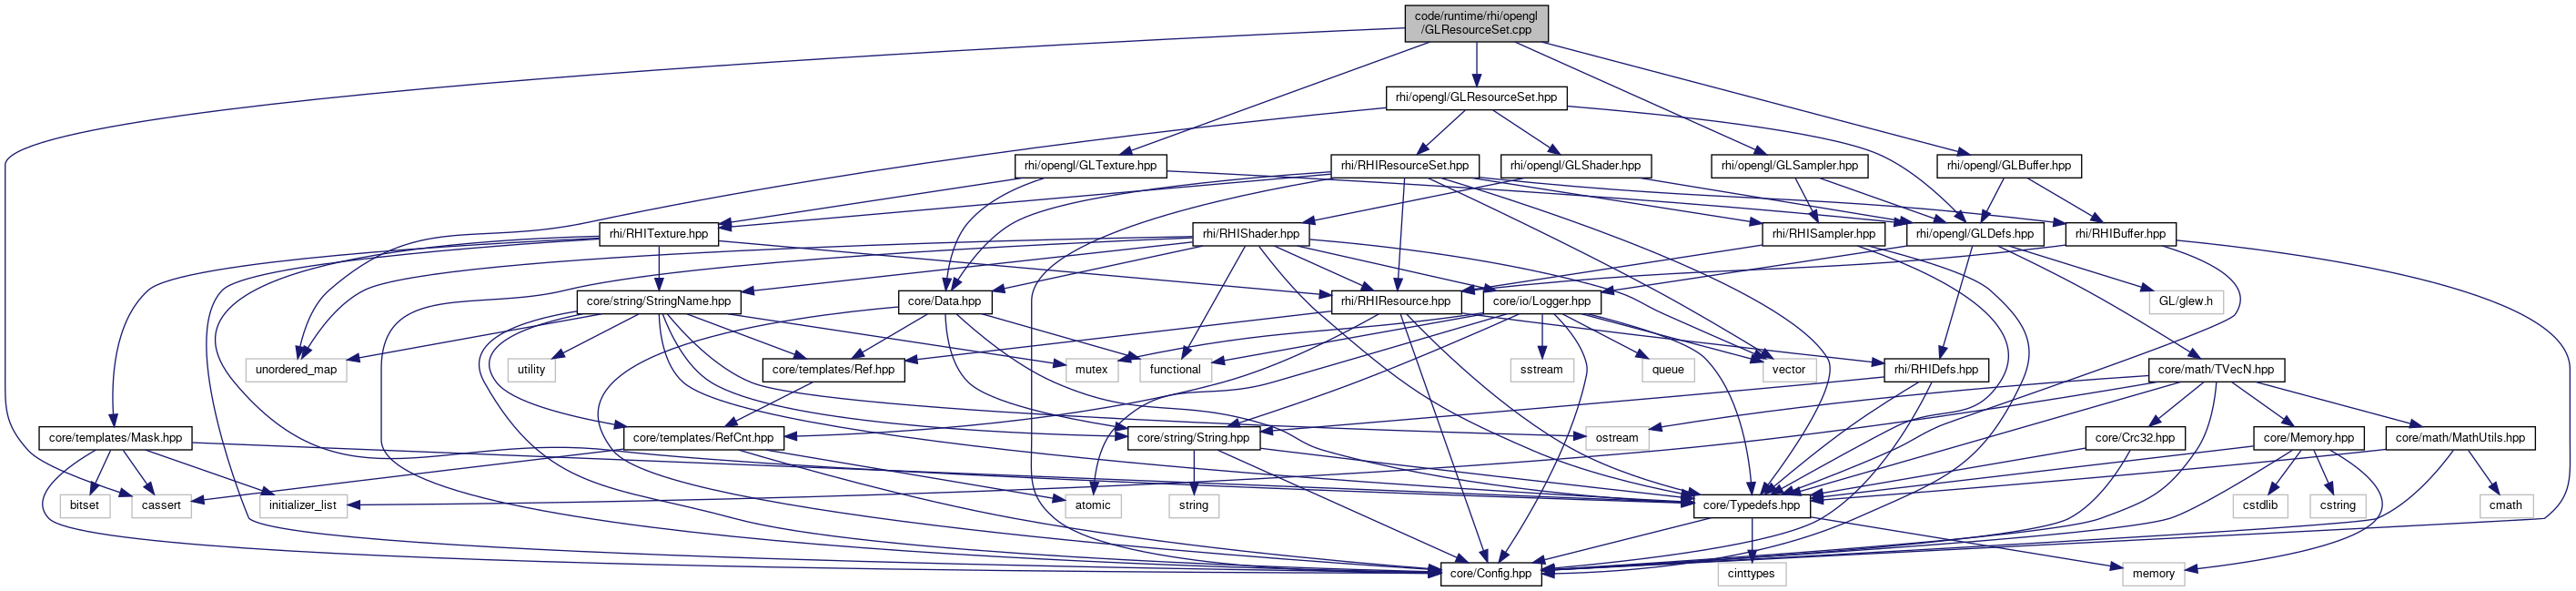 code/runtime/rhi/opengl
/GLResourceSet.cpp
rhi/opengl/GLResourceSet.hpp
rhi/opengl/GLTexture.hpp
rhi/RHIResourceSet.hpp
rhi/opengl/GLShader.hpp
rhi/opengl/GLSampler.hpp
rhi/opengl/GLBuffer.hpp
rhi/RHITexture.hpp
rhi/RHIShader.hpp
rhi/RHISampler.hpp
rhi/opengl/GLDefs.hpp
rhi/RHIBuffer.hpp
core/string/StringName.hpp
core/Data.hpp
rhi/RHIResource.hpp
core/io/Logger.hpp
GL/glew.h
unordered_map
utility
core/templates/Ref.hpp
mutex
functional
sstream
queue
vector
rhi/RHIDefs.hpp
core/math/TVecN.hpp
core/templates/Mask.hpp
core/templates/RefCnt.hpp
core/string/String.hpp
ostream
core/Crc32.hpp
core/Memory.hpp
core/math/MathUtils.hpp
bitset
cassert
initializer_list
atomic
string
core/Typedefs.hpp
cstdlib
cstring
cmath
core/Config.hpp
cinttypes
memory